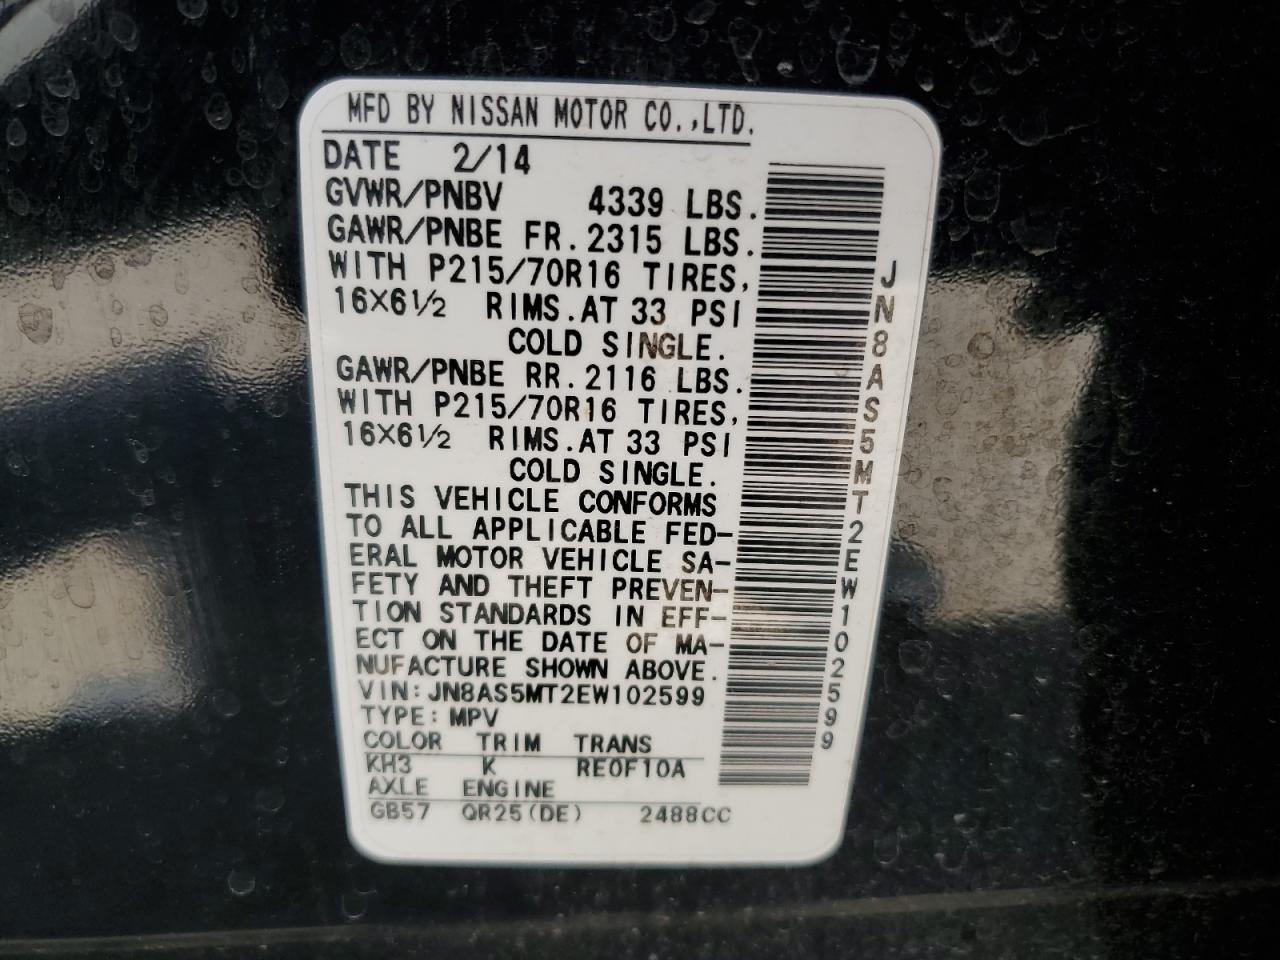 MFD BY NISSAN MOTOR CO.,LTD.
DATE 2/14
GVWR/PNBV 4339 LBS.
GAWR/PNBE FR.2315 LBS.
WITH P215/70R16 TIRES,
16×6½ RIMS.AT 33 PSI
COLD SINGLE.
GAWR/PNBE RR.2116 LBS.
WITH P215/70R16 TIRES,
16×6½ RIMS.AT 33 PSI
COLD SINGLE.
THIS VEHICLE CONFORMS
TO ALL APPLICABLE FED-
ERAL MOTOR VEHICLE SA-
FETY AND THEFT PREVEN-
TION STANDARDS IN EFF-
ECT ON THE DATE OF MA-
NUFACTURE SHOWN ABOVE.
VIN:JN8AS5MT2EW102599
TYPE:MPV
COLOR TRIM TRANS
KH3 K RE0F10A
AXLE ENGINE
GB57 QR25(DE) 2488CC
JN8AS5MT2EW102599